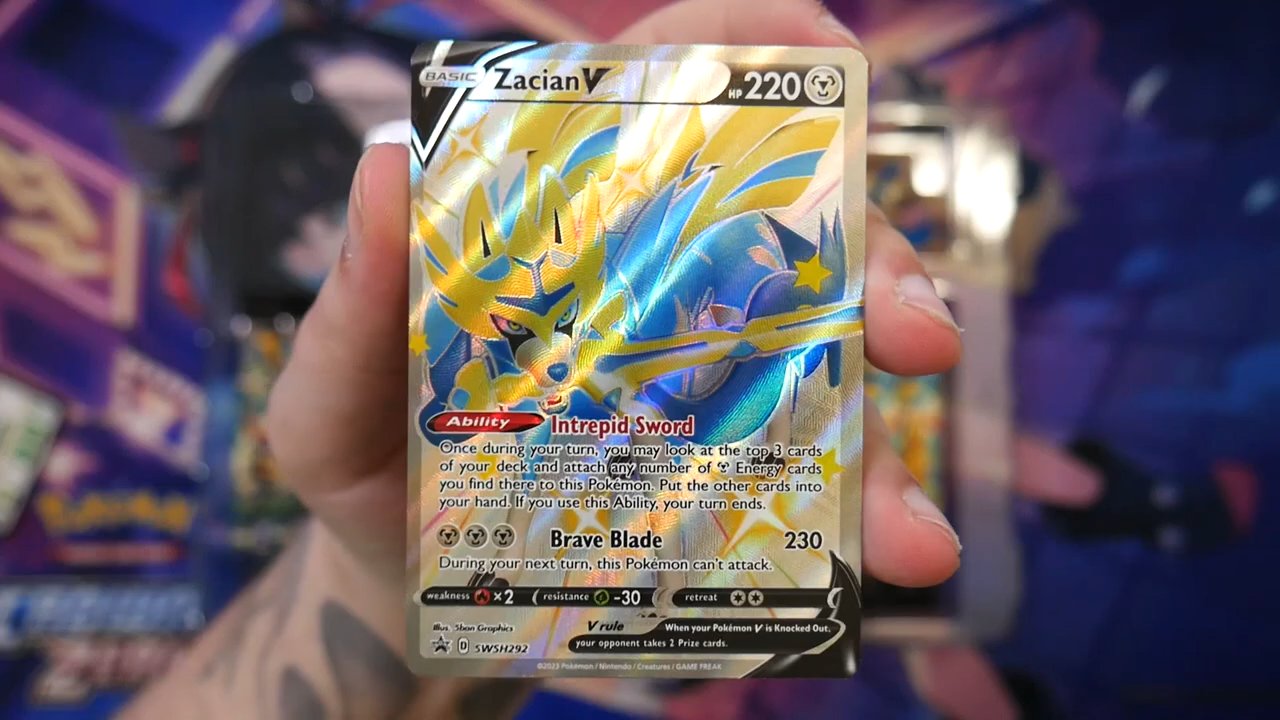 BASIC Zacian V HP 220
Ability Intrepid Sword
Once during your turn, you may look at the top 3 cards
of your deck and attach any number of Energy cards
you find there to this Pokémon. Put the other cards into
your hand. If you use this Ability, your turn ends.
Brave Blade 230
During your next turn, this Pokémon can't attack.
weakness ×2 resistance -30 retreat
Illus. 5ban Graphics
V rule When your Pokémon V is Knocked Out,
your opponent takes 2 Prize cards.
D SWSH292
©2023 Pokémon / Nintendo / Creatures / GAME FREAK
Pokémon